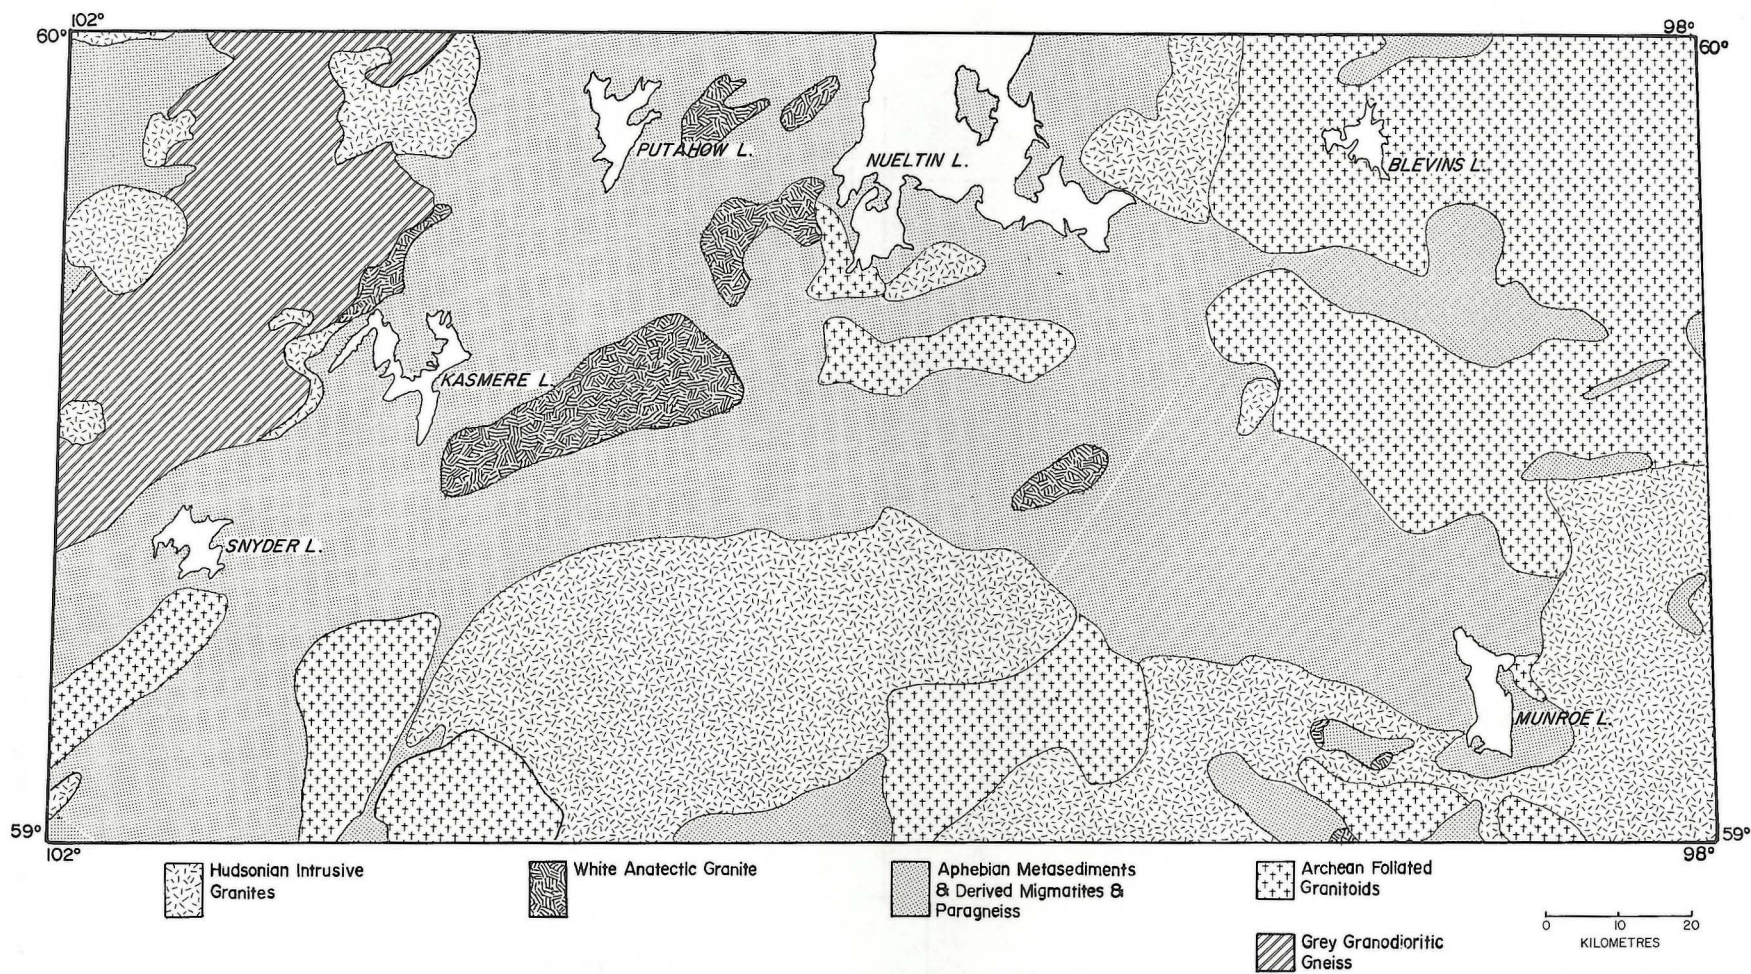 102°
98°
60°
60°
PUTAHOW L.
NUELTIN L.
BLEVINS L.
KASMERE L.
SNYDER L.
MUNROE L.
59°
59°
102°
98°
Hudsonian Intrusive
Granites
White Anatectic Granite
Aphebian Metasediments
& Derived Migmatites &
Paragneiss
Archean Foliated
Granitoids
0 10 20
KILOMETRES
Grey Granodioritic
Gneiss